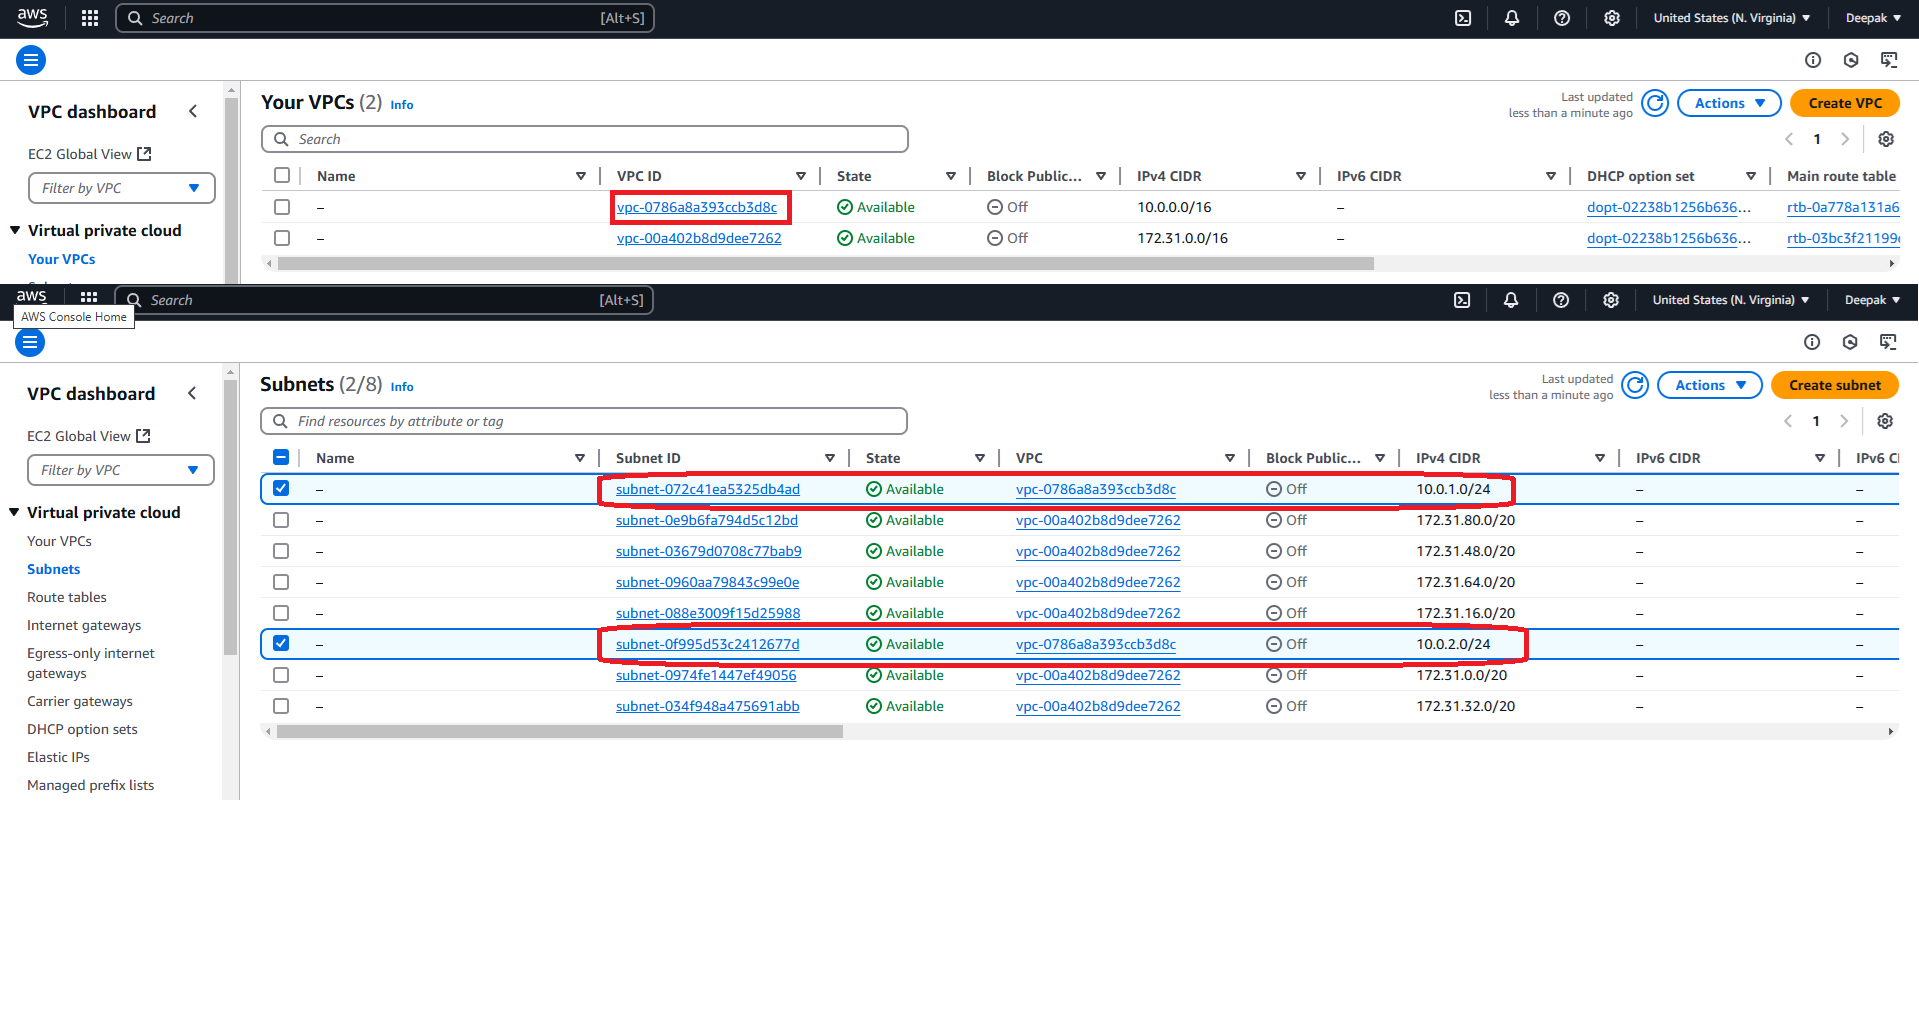 aws Search [Alt+S] United States (N. Virginia) Deepak
VPC dashboard
EC2 Global View
Filter by VPC
Virtual private cloud
Your VPCs
Your VPCs (2) Info
Last updated
less than a minute ago
Actions Create VPC
Search
1
Name VPC ID State Block Public... IPv4 CIDR IPv6 CIDR DHCP option set Main route table
– vpc-0786a8a393ccb3d8c Available Off 10.0.0.0/16 – dopt-02238b1256b636... rtb-0a778a131a6
– vpc-00a402b8d9dee7262 Available Off 172.31.0.0/16 – dopt-02238b1256b636... rtb-03bc3f21199
aws Search [Alt+S] United States (N. Virginia) Deepak
AWS Console Home
VPC dashboard
EC2 Global View
Filter by VPC
Virtual private cloud
Your VPCs
Subnets
Route tables
Internet gateways
Egress-only internet
gateways
Carrier gateways
DHCP option sets
Elastic IPs
Managed prefix lists
Subnets (2/8) Info
Last updated
less than a minute ago
Actions Create subnet
Find resources by attribute or tag
1
Name Subnet ID State VPC Block Public... IPv4 CIDR IPv6 CIDR IPv6 CI
– subnet-072c41ea5325db4ad Available vpc-0786a8a393ccb3d8c Off 10.0.1.0/24 – –
– subnet-0e9b6fa794d5c12bd Available vpc-00a402b8d9dee7262 Off 172.31.80.0/20 – –
– subnet-03679d0708c77bab9 Available vpc-00a402b8d9dee7262 Off 172.31.48.0/20 – –
– subnet-0960aa79843c99e0e Available vpc-00a402b8d9dee7262 Off 172.31.64.0/20 – –
– subnet-088e3009f15d25988 Available vpc-00a402b8d9dee7262 Off 172.31.16.0/20 – –
– subnet-0f995d53c2412677d Available vpc-0786a8a393ccb3d8c Off 10.0.2.0/24 – –
– subnet-0974fe1447ef49056 Available vpc-00a402b8d9dee7262 Off 172.31.0.0/20 – –
– subnet-034f948a475691abb Available vpc-00a402b8d9dee7262 Off 172.31.32.0/20 – –